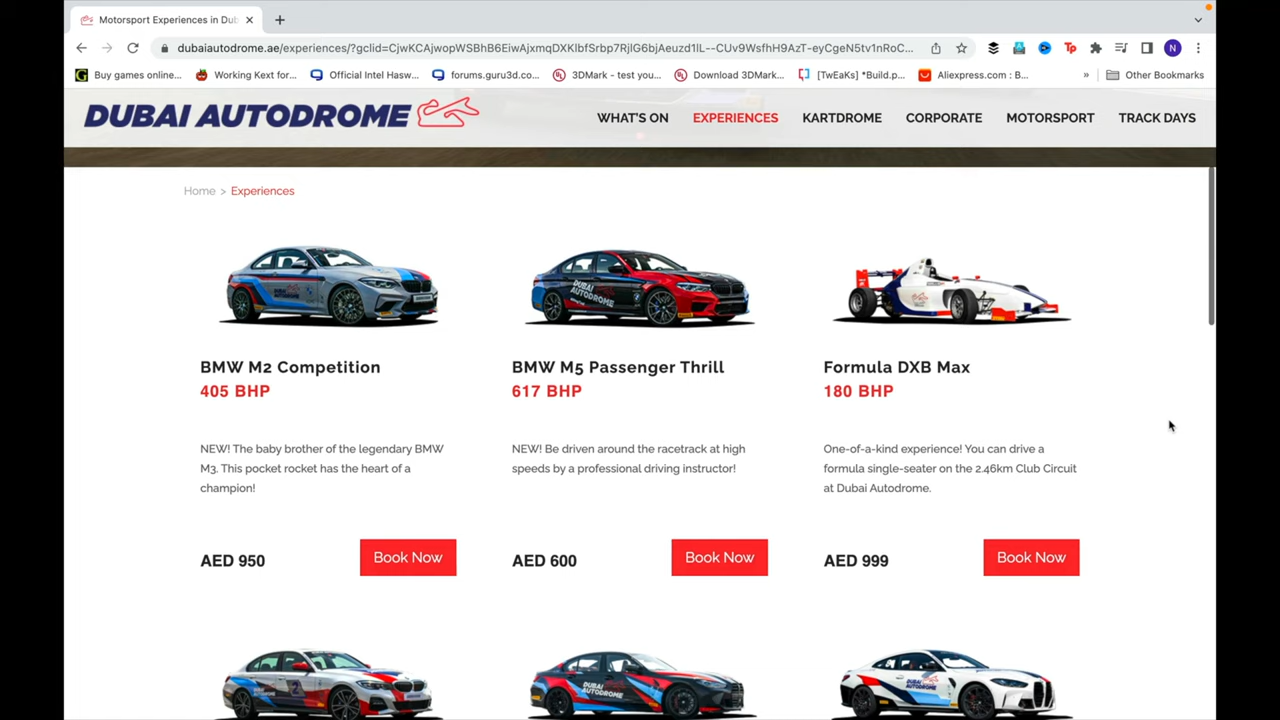 Motorsport Experiences in Dub
dubaiautodrome.ae/experiences/?gclid=CjwKCAjwopWSBhB6EiwAjxmqDXKlbfSrbp7RjlG6bjAeuzd1lL--CUv9WsfhH9AzT-eyCgeN5tv1nRoC...
Buy games online...
Working Kext for...
Official Intel Hasw...
forums.guru3d.co...
3DMark - test you...
Download 3DMark...
[TwEaKs] *Build.p...
Aliexpress.com : B...
»
Other Bookmarks
DUBAI AUTODROME
WHAT'S ON
EXPERIENCES
KARTDROME
CORPORATE
MOTORSPORT
TRACK DAYS
Home > Experiences
BMW M2 Competition
405 BHP
NEW! The baby brother of the legendary BMW
M3. This pocket rocket has the heart of a
champion!
AED 950
Book Now
BMW M5 Passenger Thrill
617 BHP
NEW! Be driven around the racetrack at high
speeds by a professional driving instructor!
AED 600
Book Now
Formula DXB Max
180 BHP
One-of-a-kind experience! You can drive a
formula single-seater on the 2.46km Club Circuit
at Dubai Autodrome.
AED 999
Book Now